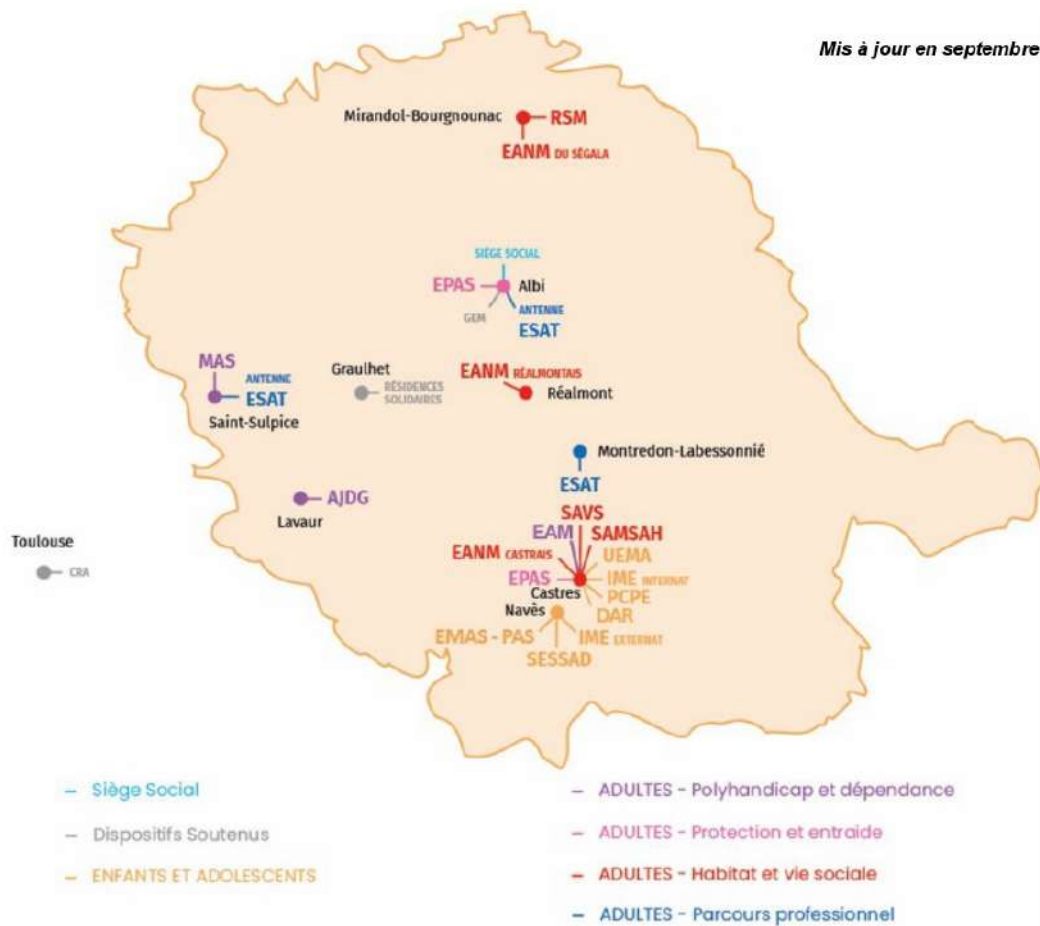 Mis à jour en septembre
Mirandol-Bourgnounac
RSM
EANM DU SÉGALA
SIÈGE SOCIAL
EPAS
Albi
GEM
ANTENNE
ESAT
MAS
ANTENNE
ESAT
Saint-Sulpice
Graulhet
RÉSIDENCES
SOLIDAIRES
EANM RÉALMONTAIS
Réalmont
Montredon-Labessonnié
ESAT
AJDG
Lavaur
Toulouse
CRA
SAVS
EAM
SAMSAH
EANM CASTRAIS
UEMA
EPAS
IME INTERNAT
Castres
PCPE
DAR
Navès
EMAS - PAS
IME EXTERNAT
SESSAD
– Siège Social
– Dispositifs Soutenus
– ENFANTS ET ADOLESCENTS
– ADULTES - Polyhandicap et dépendance
– ADULTES - Protection et entraide
– ADULTES - Habitat et vie sociale
– ADULTES - Parcours professionnel